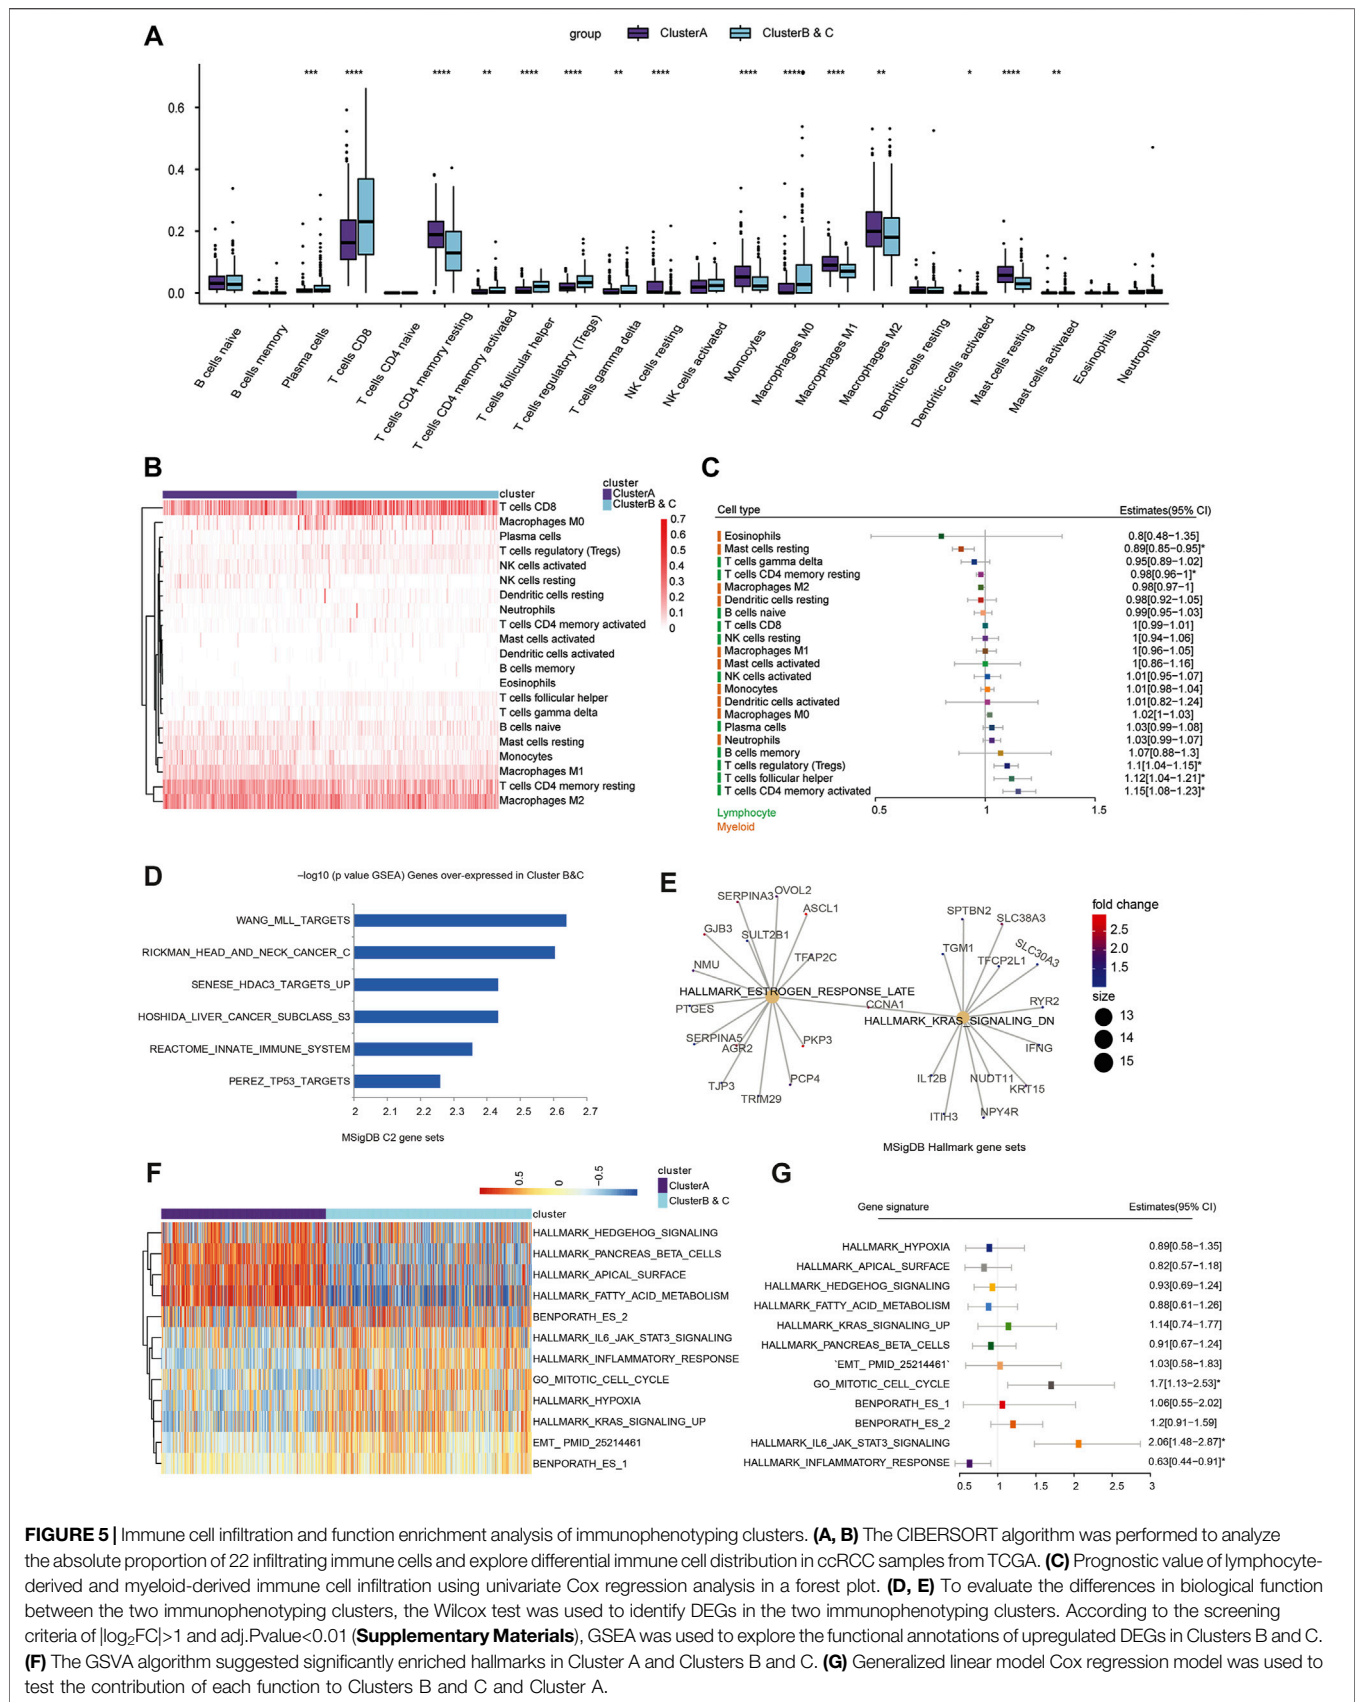 A
group ClusterA ClusterB & C
*** **** **** ** **** **** ** **** **** **** **** ** * **** **
0.6
0.4
0.2
0.0
B cells naive
B cells memory
Plasma cells
T cells CD8
T cells CD4 naive
T cells CD4 memory resting
T cells CD4 memory activated
T cells follicular helper
T cells regulatory (Tregs)
T cells gamma delta
NK cells resting
NK cells activated
Monocytes
Macrophages M0
Macrophages M1
Macrophages M2
Dendritic cells resting
Dendritic cells activated
Mast cells resting
Mast cells activated
Eosinophils
Neutrophils
B
cluster
cluster
ClusterA
ClusterB & C
T cells CD8
Macrophages M0
Plasma cells
T cells regulatory (Tregs)
NK cells activated
NK cells resting
Dendritic cells resting
Neutrophils
T cells CD4 memory activated
Mast cells activated
Dendritic cells activated
B cells memory
Eosinophils
T cells follicular helper
T cells gamma delta
B cells naive
Mast cells resting
Monocytes
Macrophages M1
T cells CD4 memory resting
Macrophages M2
0.7
0.6
0.5
0.4
0.3
0.2
0.1
0
C
Cell type Estimates(95% CI)
Eosinophils 0.8[0.48−1.35]
Mast cells resting 0.89[0.85−0.95]*
T cells gamma delta 0.95[0.89−1.02]
T cells CD4 memory resting 0.98[0.96−1]*
Macrophages M2 0.98[0.97−1]
Dendritic cells resting 0.98[0.92−1.05]
B cells naive 0.99[0.95−1.03]
T cells CD8 1[0.99−1.01]
NK cells resting 1[0.94−1.06]
Macrophages M1 1[0.96−1.05]
Mast cells activated 1[0.86−1.16]
NK cells activated 1.01[0.95−1.07]
Monocytes 1.01[0.98−1.04]
Dendritic cells activated 1.01[0.82−1.24]
Macrophages M0 1.02[1−1.03]
Plasma cells 1.03[0.99−1.08]
Neutrophils 1.03[0.99−1.07]
B cells memory 1.07[0.88−1.3]
T cells regulatory (Tregs) 1.1[1.04−1.15]*
T cells follicular helper 1.12[1.04−1.21]*
T cells CD4 memory activated 1.15[1.08−1.23]*
0.5 1 1.5
Lymphocyte
Myeloid
D
−log10 (p value GSEA) Genes over-expressed in Cluster B&C
WANG_MLL_TARGETS
RICKMAN_HEAD_AND_NECK_CANCER_C
SENESE_HDAC3_TARGETS_UP
HOSHIDA_LIVER_CANCER_SUBCLASS_S3
REACTOME_INNATE_IMMUNE_SYSTEM
PEREZ_TP53_TARGETS
2 2.1 2.2 2.3 2.4 2.5 2.6 2.7
MSigDB C2 gene sets
E
SERPINA3 OVOL2
ASCL1
GJB3
SULT2B1
TFAP2C
NMU
HALLMARK_ESTROGEN_RESPONSE_LATE
PTGES
SERPINA5
AGR2
PKP3
TJP3
PCP4
TRIM29
CCNA1
SPTBN2
SLC38A3
TGM1
TFCP2L1
SLC30A3
RYR2
HALLMARK_KRAS_SIGNALING_DN
IFNG
IL12B
NUDT11
KRT15
ITIH3
NPY4R
MSigDB Hallmark gene sets
fold change
2.5
2.0
1.5
size
13
14
15
F
0.5 0 −0.5
cluster
ClusterA
ClusterB & C
cluster
HALLMARK_HEDGEHOG_SIGNALING
HALLMARK_PANCREAS_BETA_CELLS
HALLMARK_APICAL_SURFACE
HALLMARK_FATTY_ACID_METABOLISM
BENPORATH_ES_2
HALLMARK_IL6_JAK_STAT3_SIGNALING
HALLMARK_INFLAMMATORY_RESPONSE
GO_MITOTIC_CELL_CYCLE
HALLMARK_HYPOXIA
HALLMARK_KRAS_SIGNALING_UP
EMT_ PMID_25214461
BENPORATH_ES_1
G
Gene signature Estimates(95% CI)
HALLMARK_HYPOXIA 0.89[0.58−1.35]
HALLMARK_APICAL_SURFACE 0.82[0.57−1.18]
HALLMARK_HEDGEHOG_SIGNALING 0.93[0.69−1.24]
HALLMARK_FATTY_ACID_METABOLISM 0.88[0.61−1.26]
HALLMARK_KRAS_SIGNALING_UP 1.14[0.74−1.77]
HALLMARK_PANCREAS_BETA_CELLS 0.91[0.67−1.24]
`EMT_ PMID_25214461` 1.03[0.58−1.83]
GO_MITOTIC_CELL_CYCLE 1.7[1.13−2.53]*
BENPORATH_ES_1 1.06[0.55−2.02]
BENPORATH_ES_2 1.2[0.91−1.59]
HALLMARK_IL6_JAK_STAT3_SIGNALING 2.06[1.48−2.87]*
HALLMARK_INFLAMMATORY_RESPONSE 0.63[0.44−0.91]*
0.5 1 1.5 2 2.5 3
FIGURE 5 | Immune cell infiltration and function enrichment analysis of immunophenotyping clusters. (A, B) The CIBERSORT algorithm was performed to analyze
the absolute proportion of 22 infiltrating immune cells and explore differential immune cell distribution in ccRCC samples from TCGA. (C) Prognostic value of lymphocyte-
derived and myeloid-derived immune cell infiltration using univariate Cox regression analysis in a forest plot. (D, E) To evaluate the differences in biological function
between the two immunophenotyping clusters, the Wilcox test was used to identify DEGs in the two immunophenotyping clusters. According to the screening
criteria of |log₂FC|>1 and adj.Pvalue<0.01 (Supplementary Materials), GSEA was used to explore the functional annotations of upregulated DEGs in Clusters B and C.
(F) The GSVA algorithm suggested significantly enriched hallmarks in Cluster A and Clusters B and C. (G) Generalized linear model Cox regression model was used to
test the contribution of each function to Clusters B and C and Cluster A.